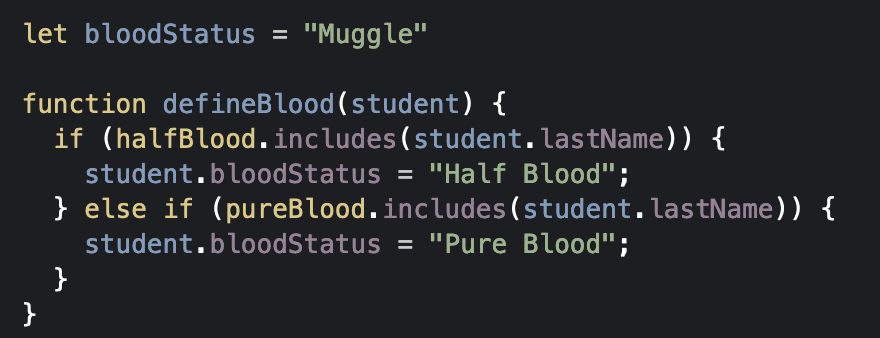 let bloodStatus = "Muggle"

function defineBlood(student) {
  if (halfBlood.includes(student.lastName)) {
    student.bloodStatus = "Half Blood";
  } else if (pureBlood.includes(student.lastName)) {
    student.bloodStatus = "Pure Blood";
  }
}